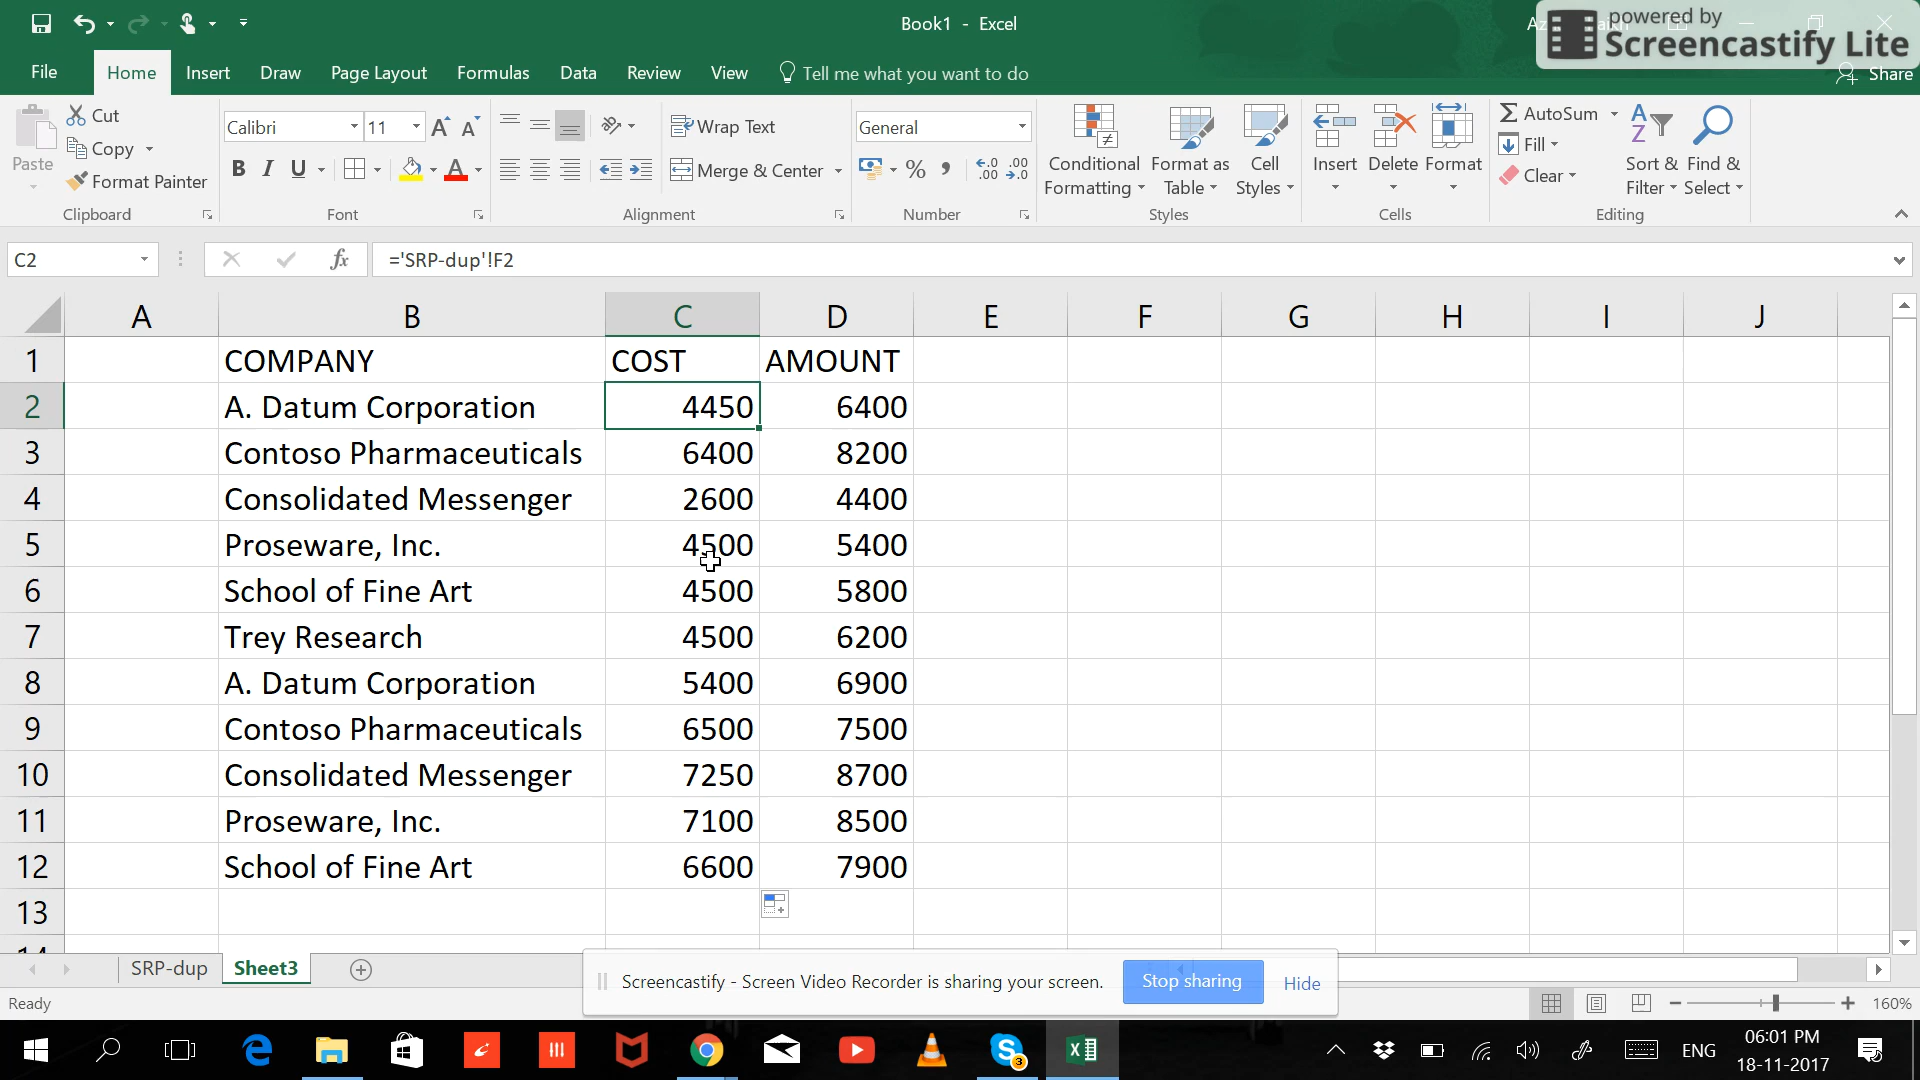 Book1 - Excel
powered by
Screencastify Lite
File Home Insert Draw Page Layout Formulas Data Review View Tell me what you want to do Share
Paste
Cut
Copy
Format Painter
Clipboard
Calibri 11
B I U
Font
Wrap Text
Merge & Center
Alignment
General
Number
Conditional Formatting
Format as Table
Cell Styles
Styles
Insert Delete Format
Cells
AutoSum
Fill
Clear
Sort & Filter
Find & Select
Editing
C2 fx ='SRP-dup'!F2
A B C D E F G H I J
1 COMPANY COST AMOUNT
2 A. Datum Corporation 4450 6400
3 Contoso Pharmaceuticals 6400 8200
4 Consolidated Messenger 2600 4400
5 Proseware, Inc. 4500 5400
6 School of Fine Art 4500 5800
7 Trey Research 4500 6200
8 A. Datum Corporation 5400 6900
9 Contoso Pharmaceuticals 6500 7500
10 Consolidated Messenger 7250 8700
11 Proseware, Inc. 7100 8500
12 School of Fine Art 6600 7900
13
SRP-dup Sheet3
Screencastify - Screen Video Recorder is sharing your screen. Stop sharing Hide
Ready 160%
3
ENG
06:01 PM
18-11-2017